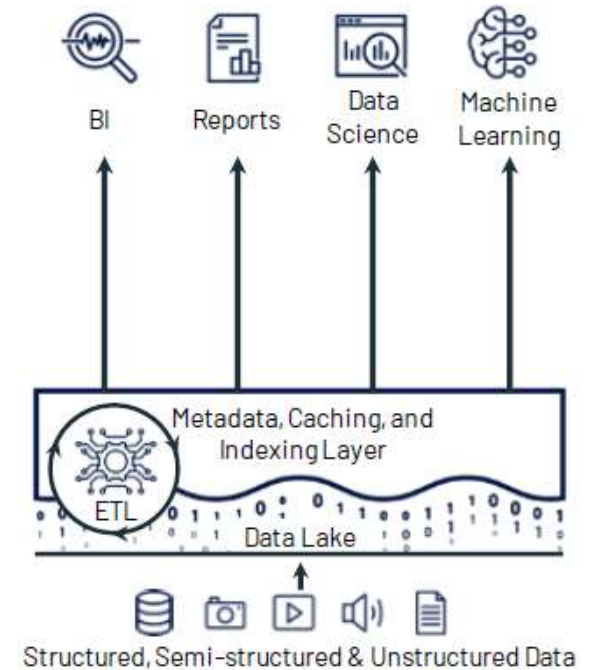 BI
Reports
Data
Science
Machine
Learning
Metadata, Caching, and
Indexing Layer
ETL
Data Lake
Structured, Semi-structured & Unstructured Data